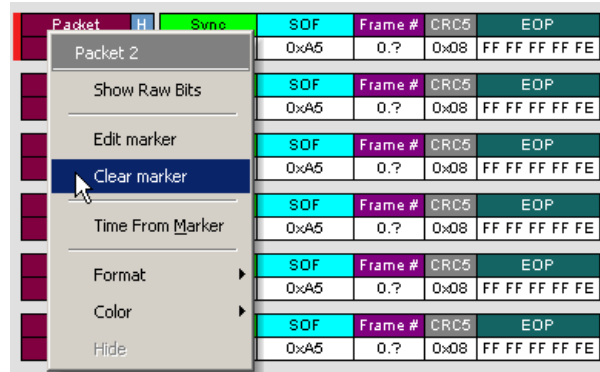 Packet H Sync SOF Frame # CRC5 EOP
Packet 2 0xA5 0.? 0x08 FF FF FF FF FE
Show Raw Bits SOF Frame # CRC5 EOP
0xA5 0.? 0x08 FF FF FF FF FE
Edit marker SOF Frame # CRC5 EOP
Clear marker 0xA5 0.? 0x08 FF FF FF FF FE
SOF Frame # CRC5 EOP
Time From Marker 0xA5 0.? 0x08 FF FF FF FF FE
Format SOF Frame # CRC5 EOP
0xA5 0.? 0x08 FF FF FF FF FE
Color SOF Frame # CRC5 EOP
Hide 0xA5 0.? 0x08 FF FF FF FF FE